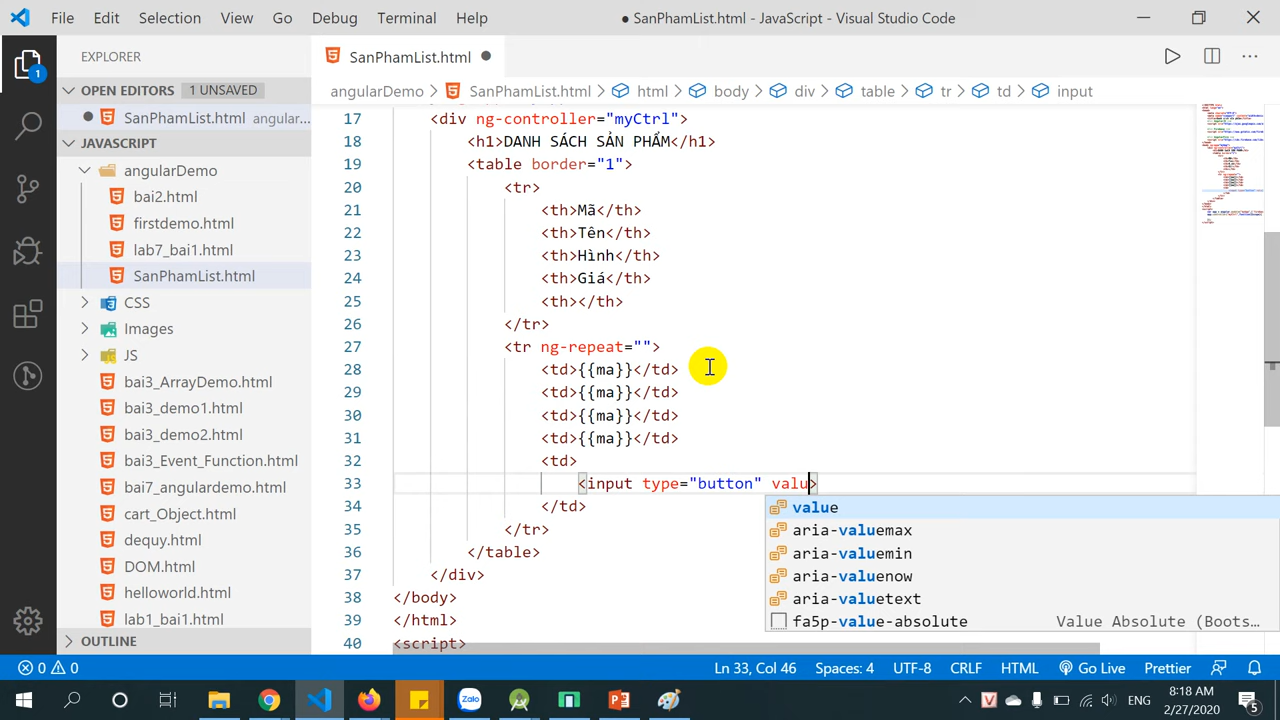 File Edit Selection View Go Debug Terminal Help ● SanPhamList.html - JavaScript - Visual Studio Code
EXPLORER
SanPhamList.html
OPEN EDITORS 1 UNSAVED
SanPhamList.html angular...
JAVASCRIPT
angularDemo
bai2.html
firstdemo.html
lab7_bai1.html
SanPhamList.html
CSS
Images
JS
bai3_ArrayDemo.html
bai3_demo1.html
bai3_demo2.html
bai3_Event_Function.html
bai7_angulardemo.html
cart_Object.html
dequy.html
DOM.html
helloworld.html
lab1_bai1.html
OUTLINE
1
angularDemo > SanPhamList.html > html > body > div > table > tr > td > input
17 <div ng-controller="myCtrl">
18 <h1>DANH SÁCH SẢN PHẨM</h1>
19 <table border="1">
20 <tr>
21 <th>Mã</th>
22 <th>Tên</th>
23 <th>Hình</th>
24 <th>Giá</th>
25 <th></th>
26 </tr>
27 <tr ng-repeat="">
28 <td>{{ma}}</td>
29 <td>{{ma}}</td>
30 <td>{{ma}}</td>
31 <td>{{ma}}</td>
32 <td>
33 <input type="button" valu>
34 </td>
35 </tr>
36 </table>
37 </div>
38 </body>
39 </html>
40 <script>
value
aria-valuemax
aria-valuemin
aria-valuenow
aria-valuetext
fa5p-value-absolute Value Absolute (Boots...
0 0 Ln 33, Col 46 Spaces: 4 UTF-8 CRLF HTML Go Live Prettier
Zalo V ENG 8:18 AM
2/27/2020 5